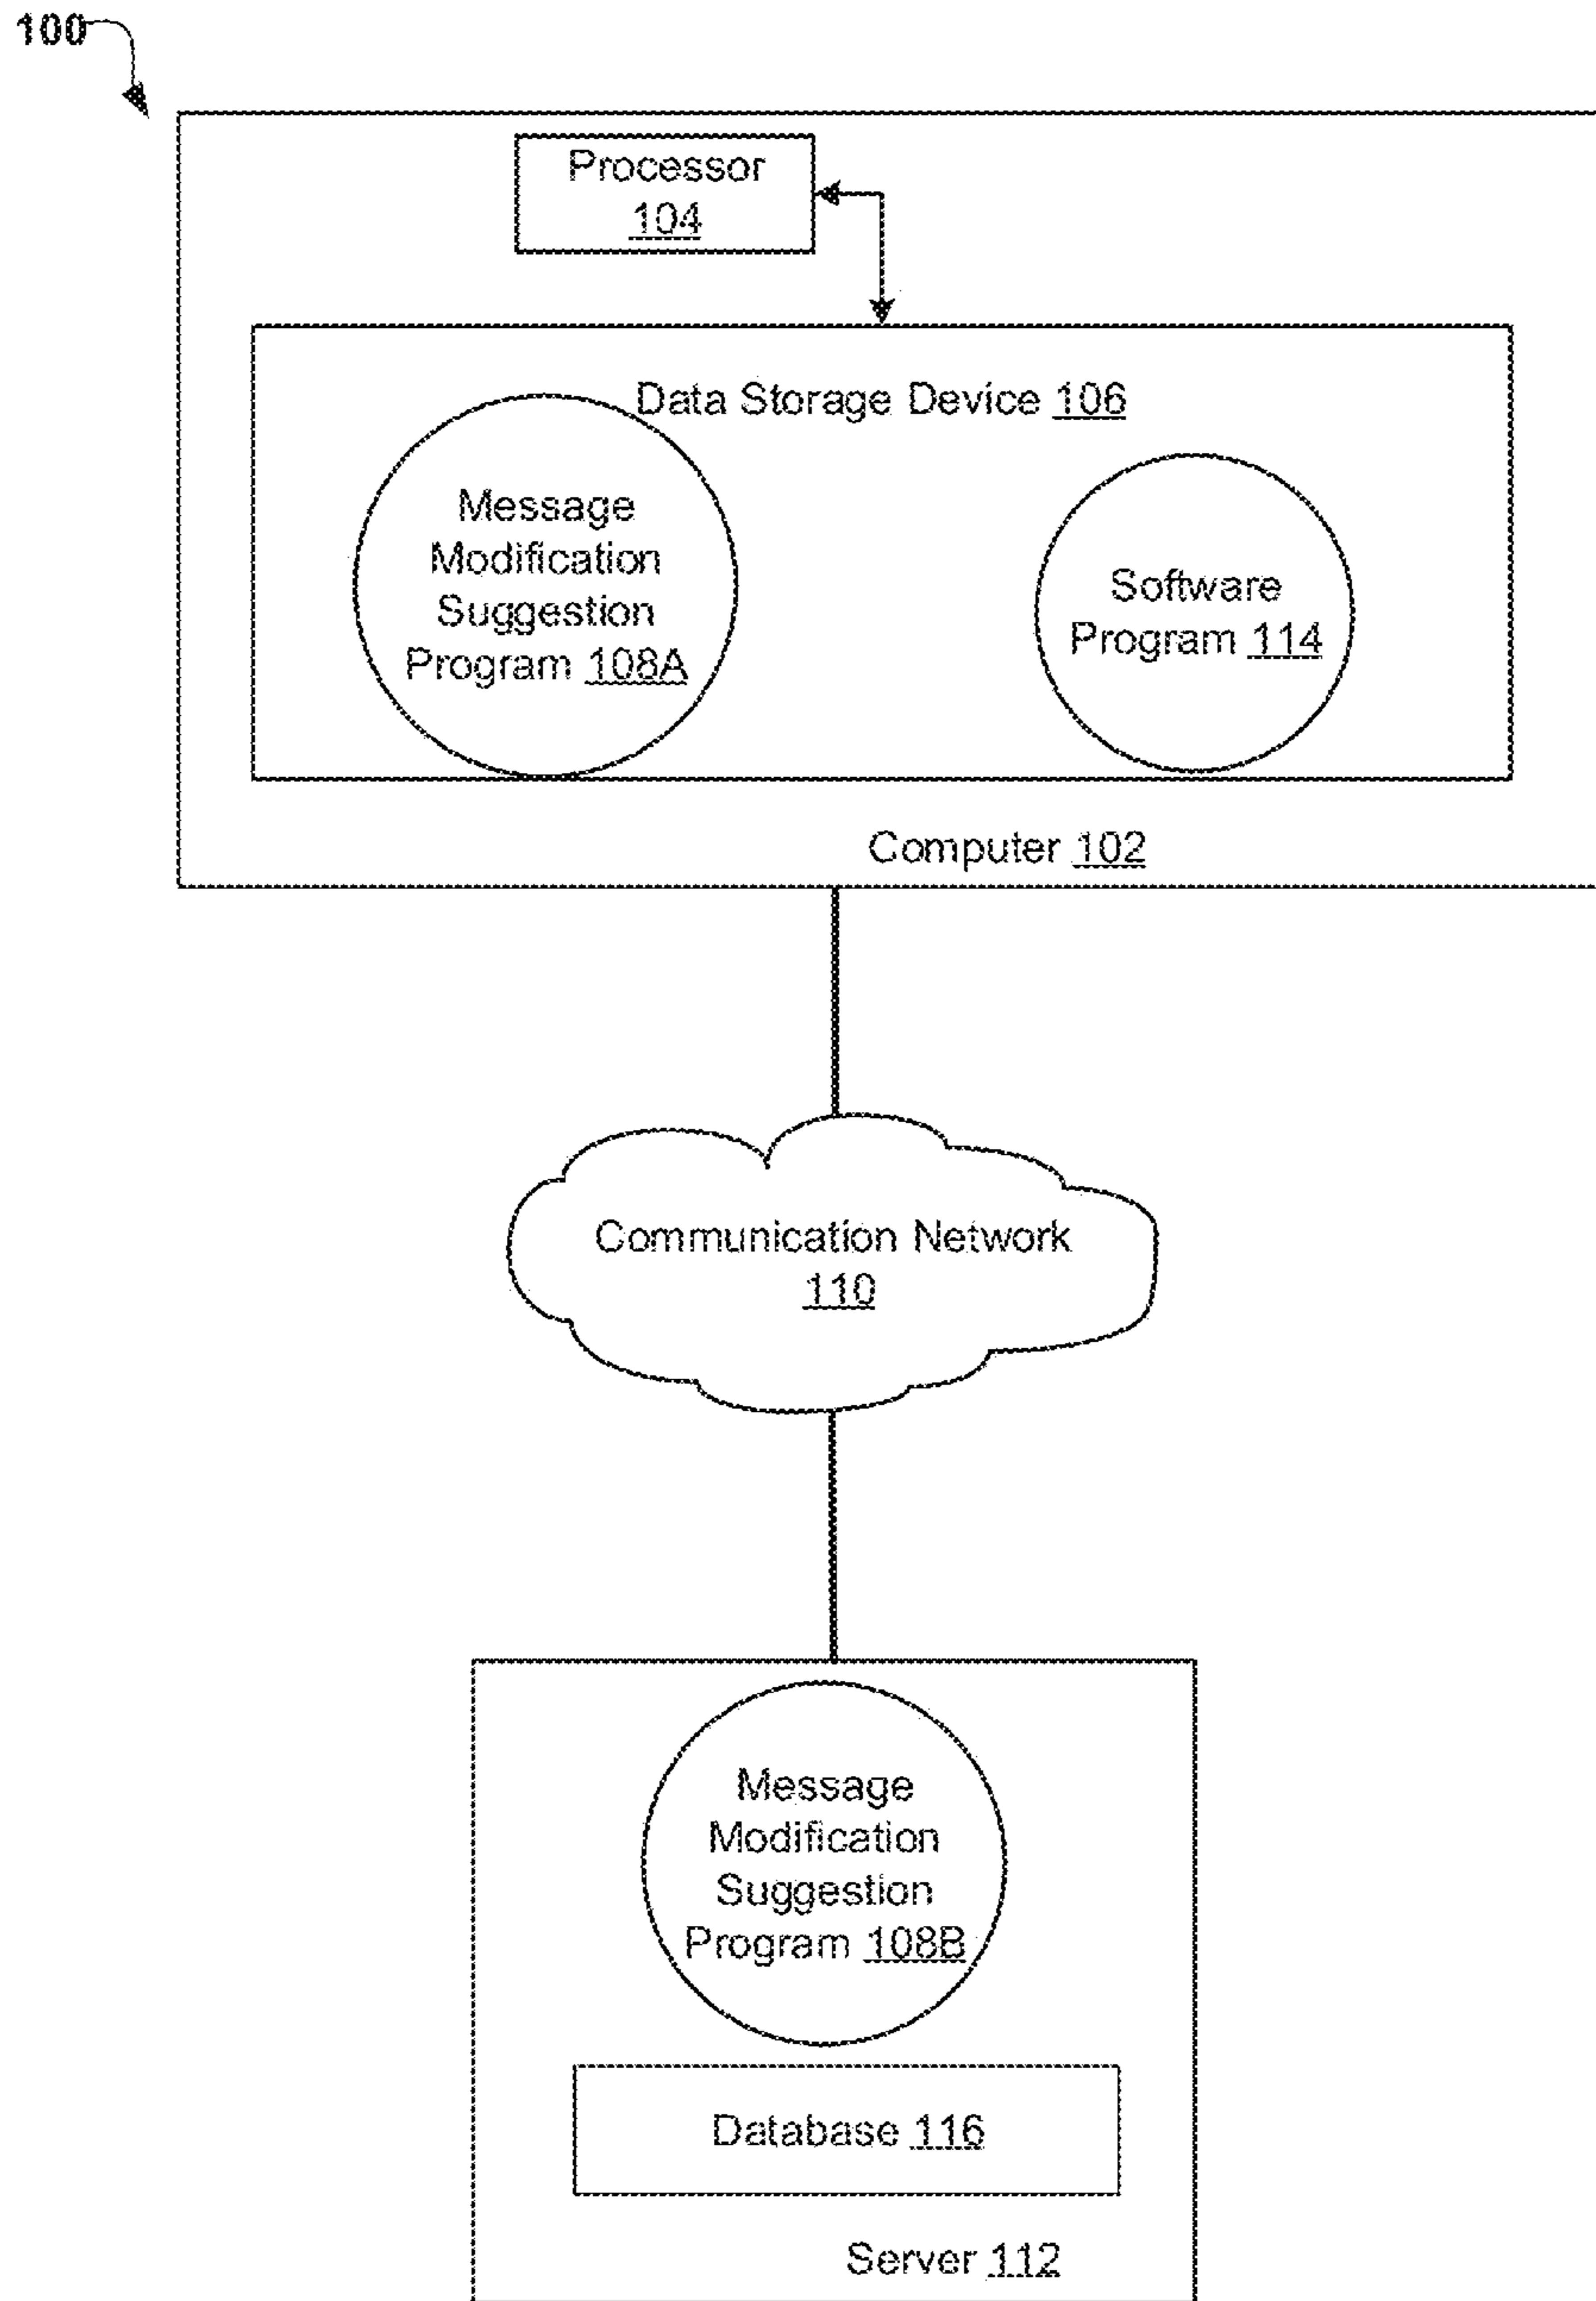 100
Processor
104
Data Storage Device 106
Message
Modification
Suggestion
Program 108A
Software
Program 114
Computer 102
Communication Network
110
Message
Modification
Suggestion
Program 108B
Database 116
Server 112